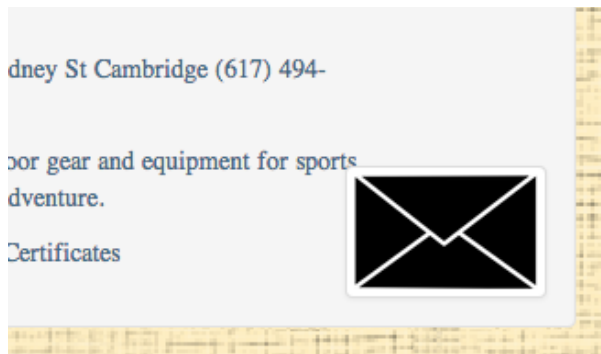 dney St Cambridge (617) 494-
oor gear and equipment for sports
dventure.
Certificates